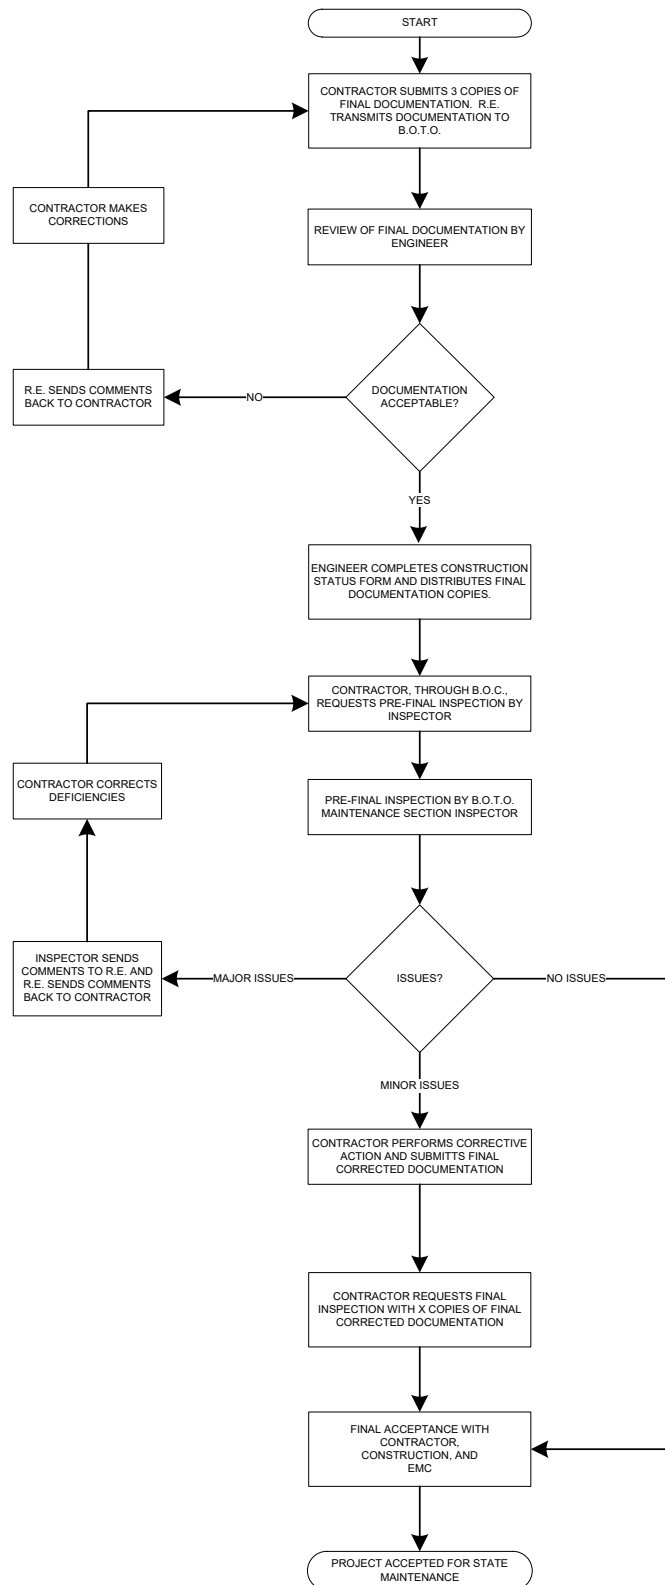 START
CONTRACTOR SUBMITS 3 COPIES OF
FINAL DOCUMENTATION. R.E.
TRANSMITS DOCUMENTATION TO
B.O.T.O.
CONTRACTOR MAKES
CORRECTIONS
REVIEW OF FINAL DOCUMENTATION BY
ENGINEER
R.E. SENDS COMMENTS
BACK TO CONTRACTOR
NO
DOCUMENTATION
ACCEPTABLE?
YES
ENGINEER COMPLETES CONSTRUCTION
STATUS FORM AND DISTRIBUTES FINAL
DOCUMENTATION COPIES.
CONTRACTOR, THROUGH B.O.C.,
REQUESTS PRE-FINAL INSPECTION BY
INSPECTOR
CONTRACTOR CORRECTS
DEFICIENCIES
PRE-FINAL INSPECTION BY B.O.T.O.
MAINTENANCE SECTION INSPECTOR
INSPECTOR SENDS
COMMENTS TO R.E. AND
R.E. SENDS COMMENTS
BACK TO CONTRACTOR
MAJOR ISSUES
ISSUES?
NO ISSUES
MINOR ISSUES
CONTRACTOR PERFORMS CORRECTIVE
ACTION AND SUBMITTS FINAL
CORRECTED DOCUMENTATION
CONTRACTOR REQUESTS FINAL
INSPECTION WITH X COPIES OF FINAL
CORRECTED DOCUMENTATION
FINAL ACCEPTANCE WITH
CONTRACTOR,
CONSTRUCTION, AND
EMC
PROJECT ACCEPTED FOR STATE
MAINTENANCE